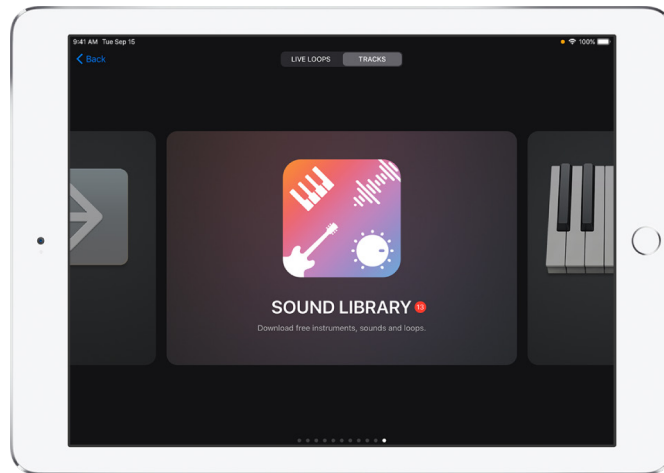 9:41 AM Tue Sep 15
100%
Back
LIVE LOOPS
TRACKS
SOUND LIBRARY 13
Download free instruments, sounds and loops.